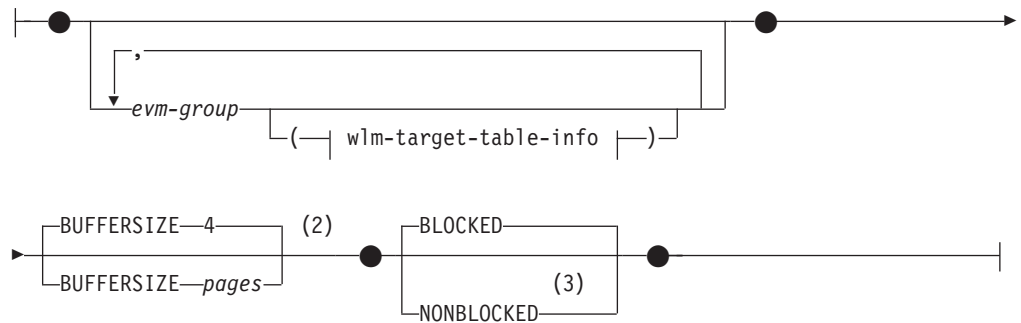 ,
evm-group
( wlm-target-table-info )
BUFFERSIZE 4 (2) BLOCKED
BUFFERSIZE pages (3)
NONBLOCKED